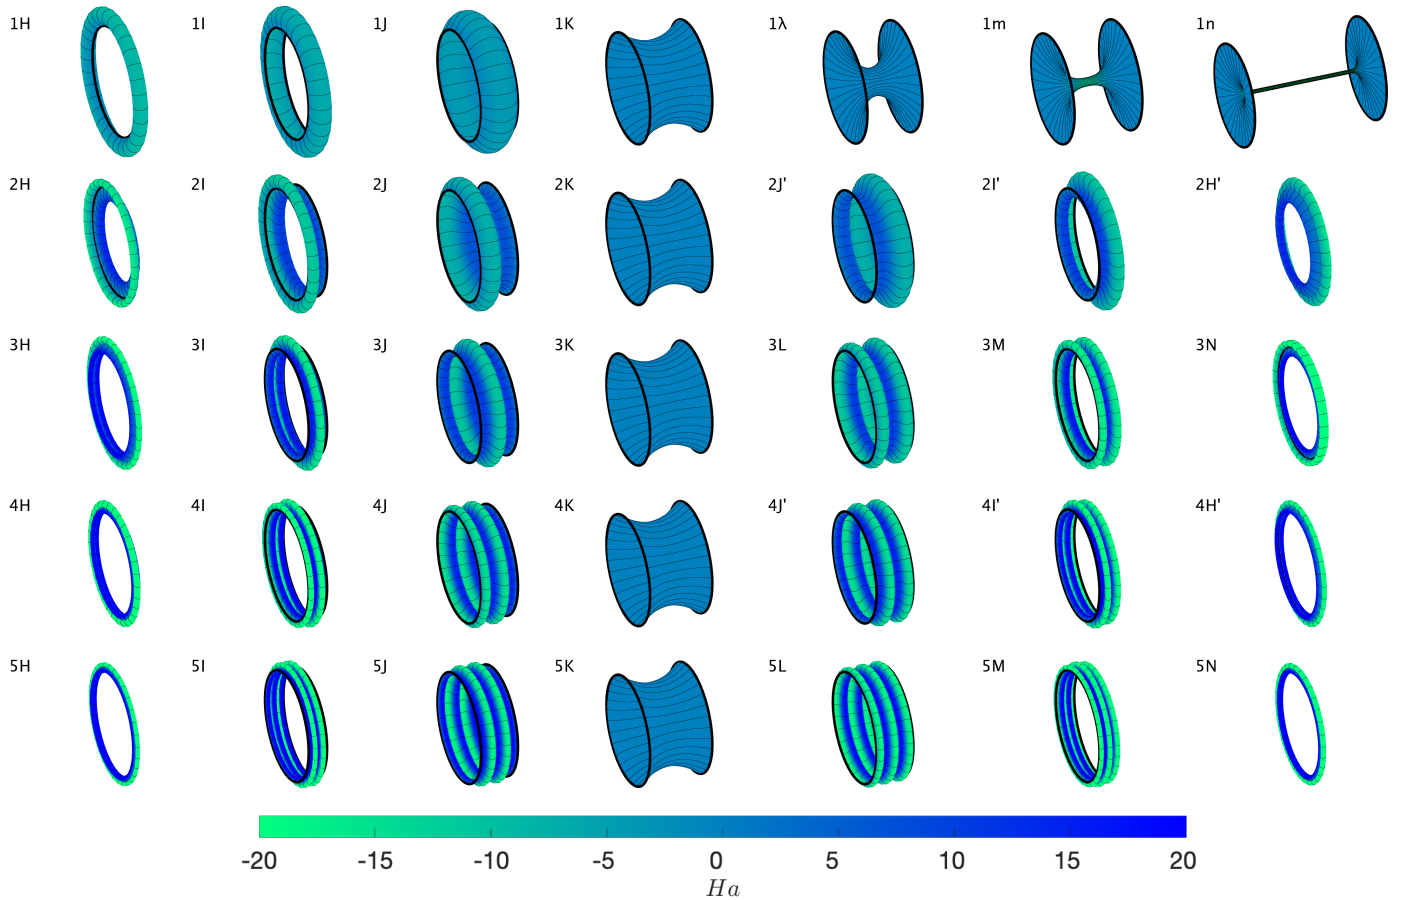 1H 1I 1J 1K 1λ 1m 1n
2H 2I 2J 2K 2J' 2I' 2H'
3H 3I 3J 3K 3L 3M 3N
4H 4I 4J 4K 4J' 4I' 4H'
5H 5I 5J 5K 5L 5M 5N
-20 -15 -10 -5 0 5 10 15 20
Ha